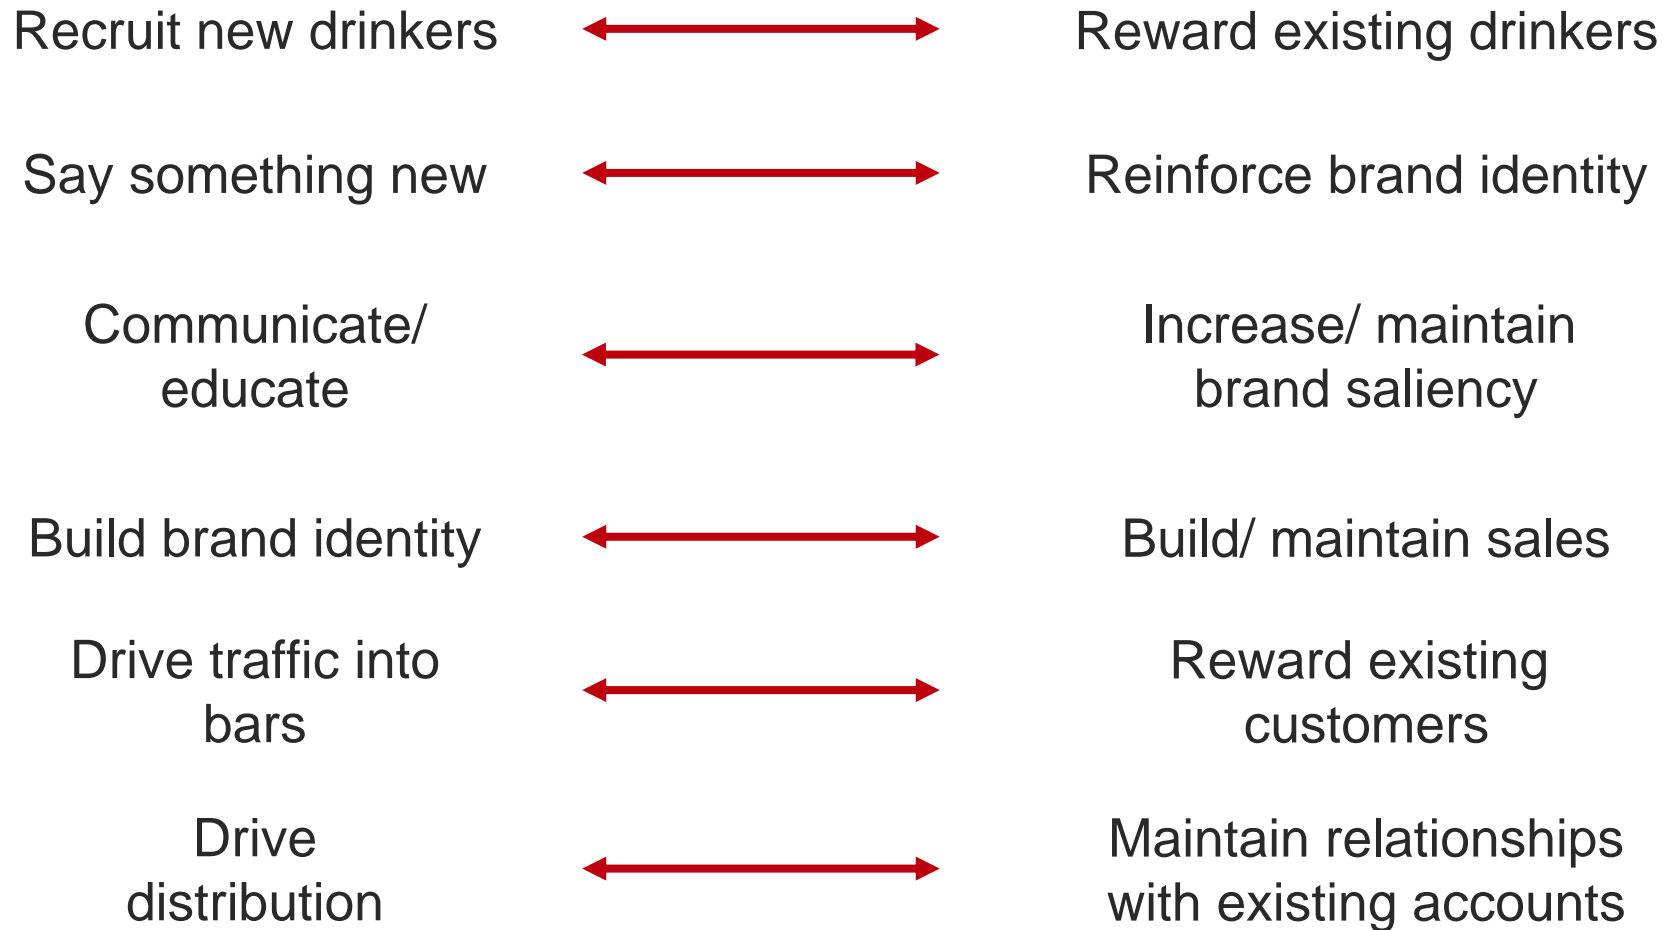 Recruit new drinkers
Reward existing drinkers
Say something new
Reinforce brand identity
Communicate/
educate
Increase/ maintain
brand saliency
Build brand identity
Build/ maintain sales
Drive traffic into
bars
Reward existing
customers
Drive
distribution
Maintain relationships
with existing accounts